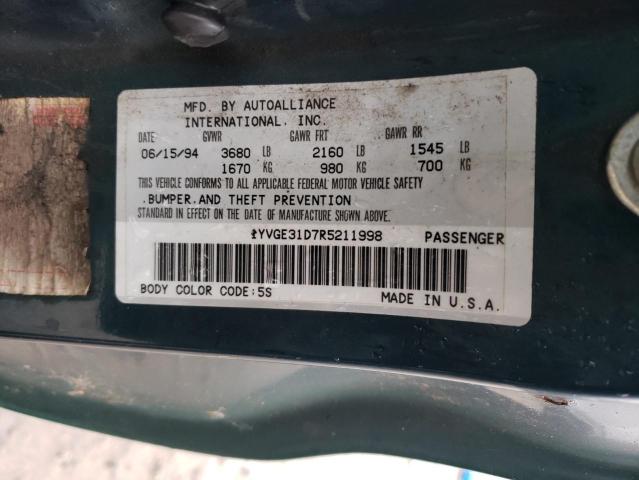 MFD. BY AUTOALLIANCE
INTERNATIONAL, INC.
DATE GVWR GAWR FRT GAWR RR
06/15/94 3680 LB 2160 LB 1545 LB
1670 KG 980 KG 700 KG
THIS VEHICLE CONFORMS TO ALL APPLICABLE FEDERAL MOTOR VEHICLE SAFETY
.BUMPER.AND THEFT PREVENTION
STANDARD IN EFFECT ON THE DATE OF MANUFACTURE SHOWN ABOVE.
1YVGE31D7R5211998 PASSENGER
BODY COLOR CODE:5S MADE IN U.S.A.